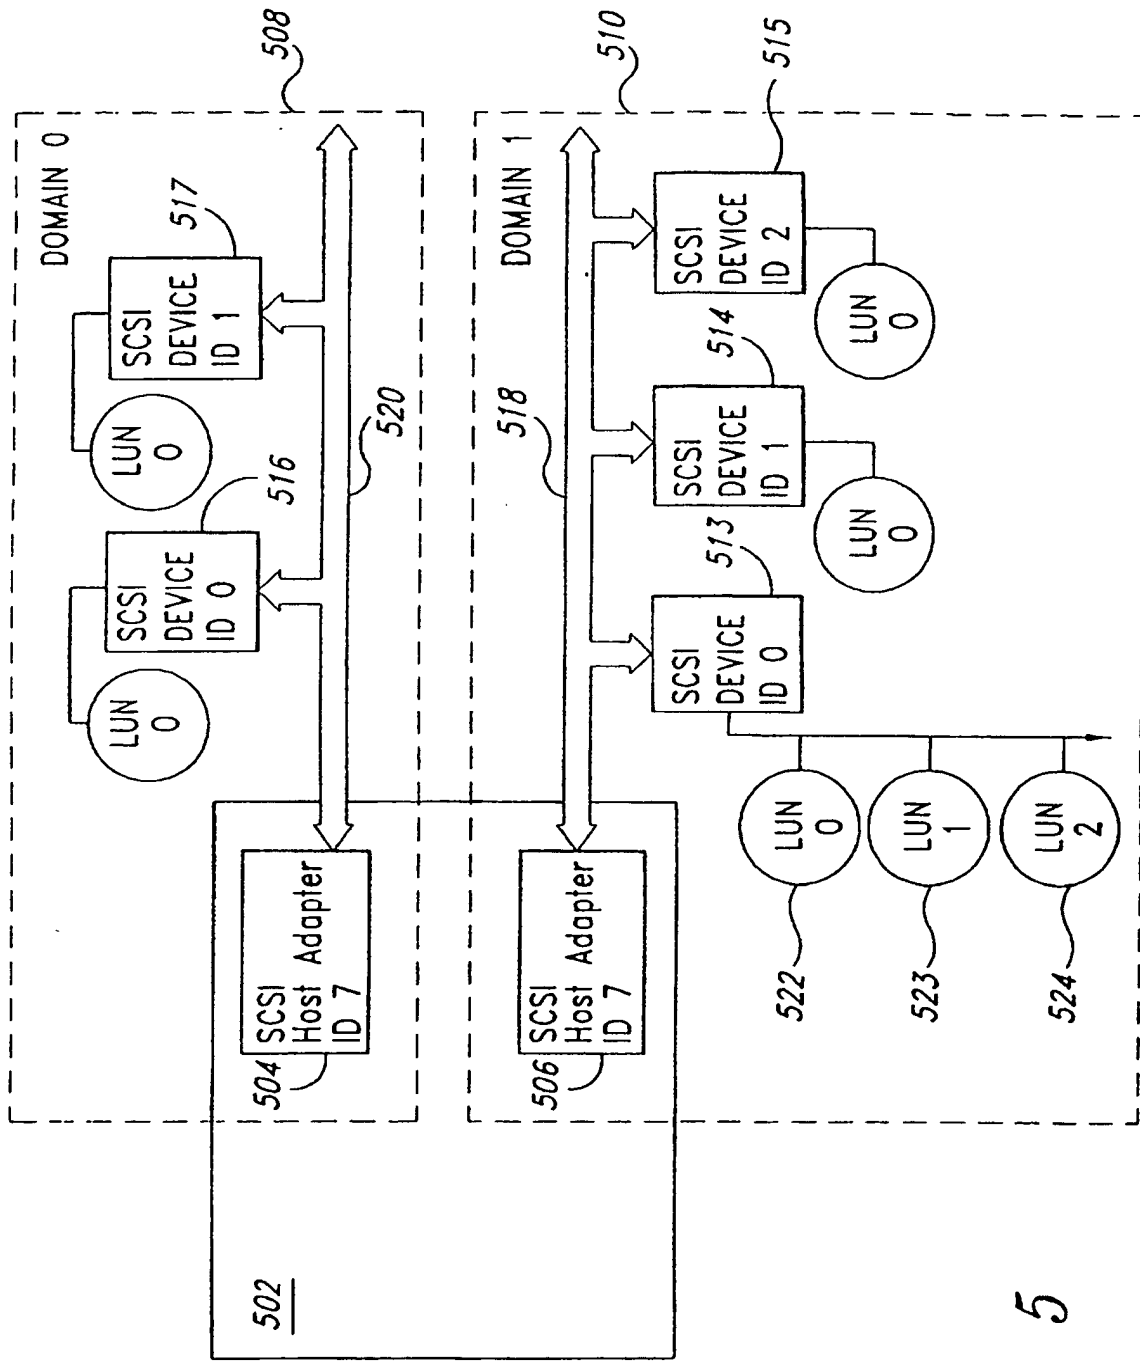 508
DOMAIN 0
517
SCSI
DEVICE
ID 1
LUN
0
516
SCSI
DEVICE
ID 0
LUN
0
520
SCSI
Host Adapter
ID 7
504
510
DOMAIN 1
515
SCSI
DEVICE
ID 2
LUN
0
514
SCSI
DEVICE
ID 1
LUN
0
518
513
SCSI
DEVICE
ID 0
SCSI
Host Adapter
ID 7
506
LUN
0
522
LUN
1
523
LUN
2
524
502
5